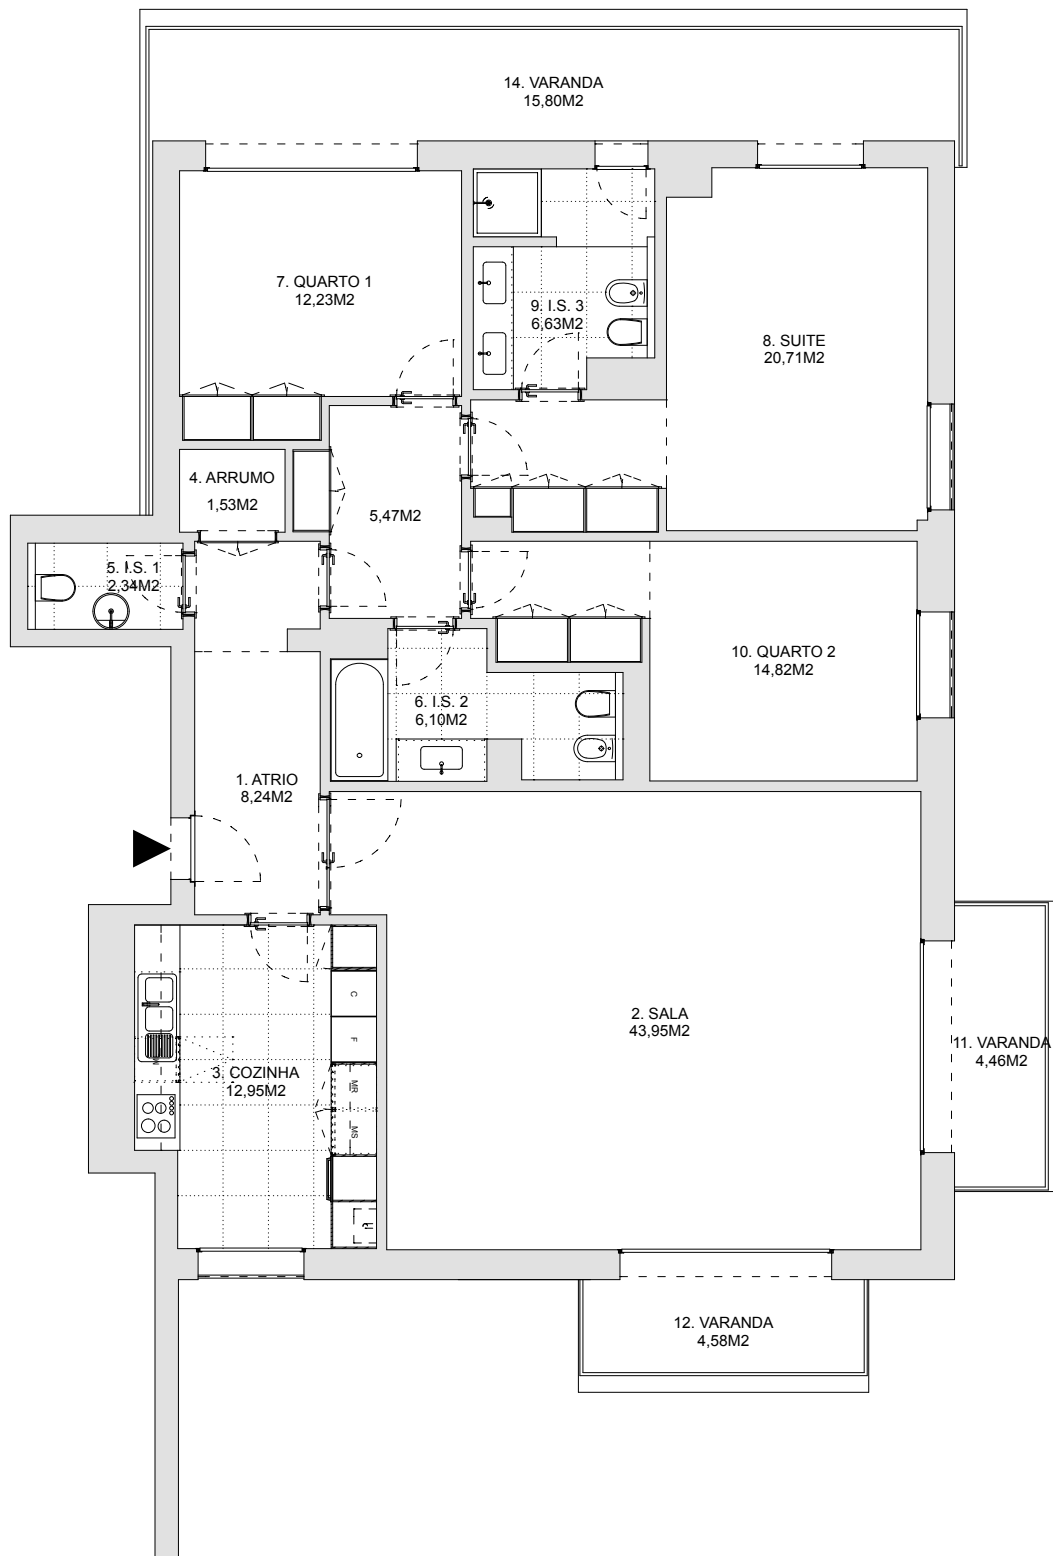 14. VARANDA
15,80M2
7. QUARTO 1
12,23M2
9. I.S. 3
6,63M2
8. SUITE
20,71M2
4. ARRUMO
1,53M2
5,47M2
5. I.S. 1
2,34M2
10. QUARTO 2
14,82M2
6. I.S. 2
6,10M2
1. ATRIO
8,24M2
2. SALA
43,95M2
C
F
11. VARANDA
4,46M2
3. COZINHA
12,95M2
MR
MS
12. VARANDA
4,58M2